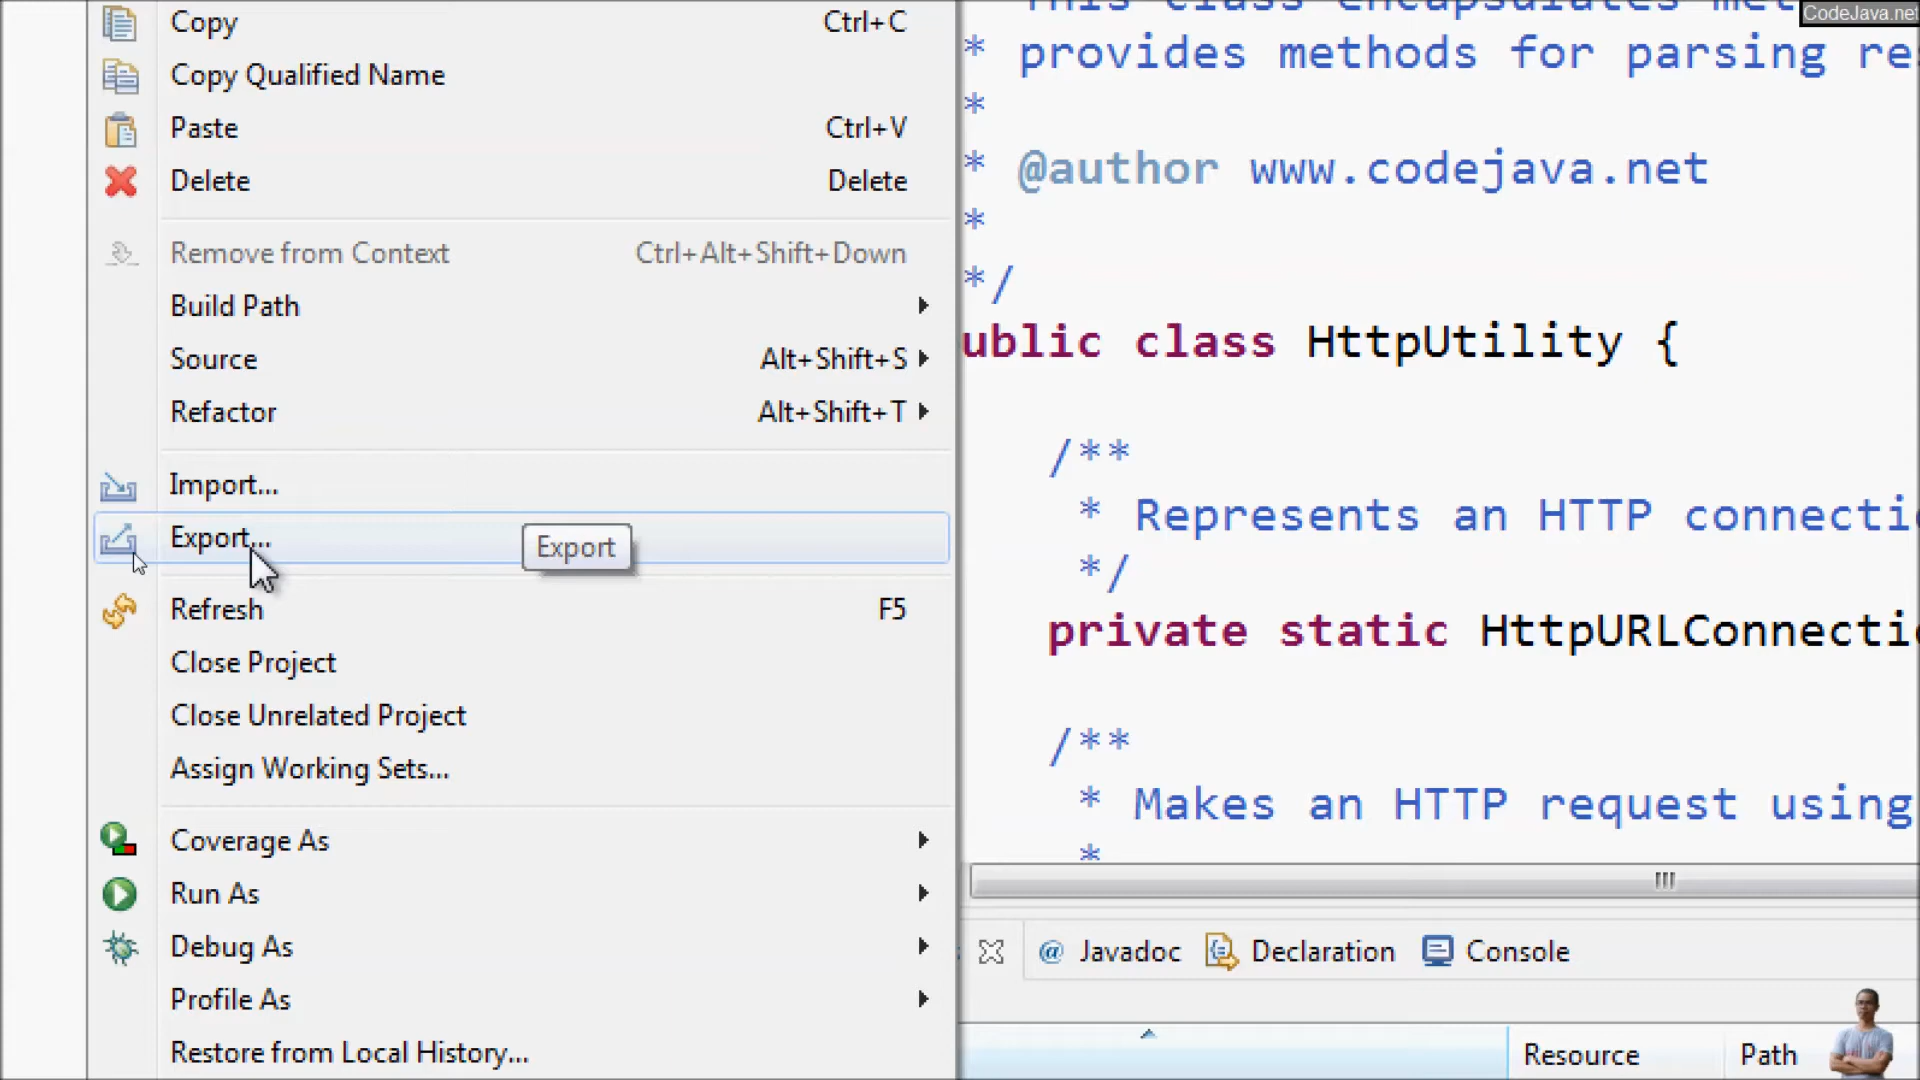 Copy Ctrl+C
Copy Qualified Name
Paste Ctrl+V
Delete Delete
Remove from Context Ctrl+Alt+Shift+Down
Build Path
Source Alt+Shift+S
Refactor Alt+Shift+T
Import...
Export...
Export
Refresh F5
Close Project
Close Unrelated Project
Assign Working Sets...
Coverage As
Run As
Debug As
Profile As
Restore from Local History...
CodeJava.net
This class encapsulates
* provides methods for parsing
*
* @author www.codejava.net
*
*/
ublic class HttpUtility {
/**
* Represents an HTTP connecti
*/
private static HttpURLConnectio
/**
* Makes an HTTP request using
*
@ Javadoc Declaration Console
Resource Path